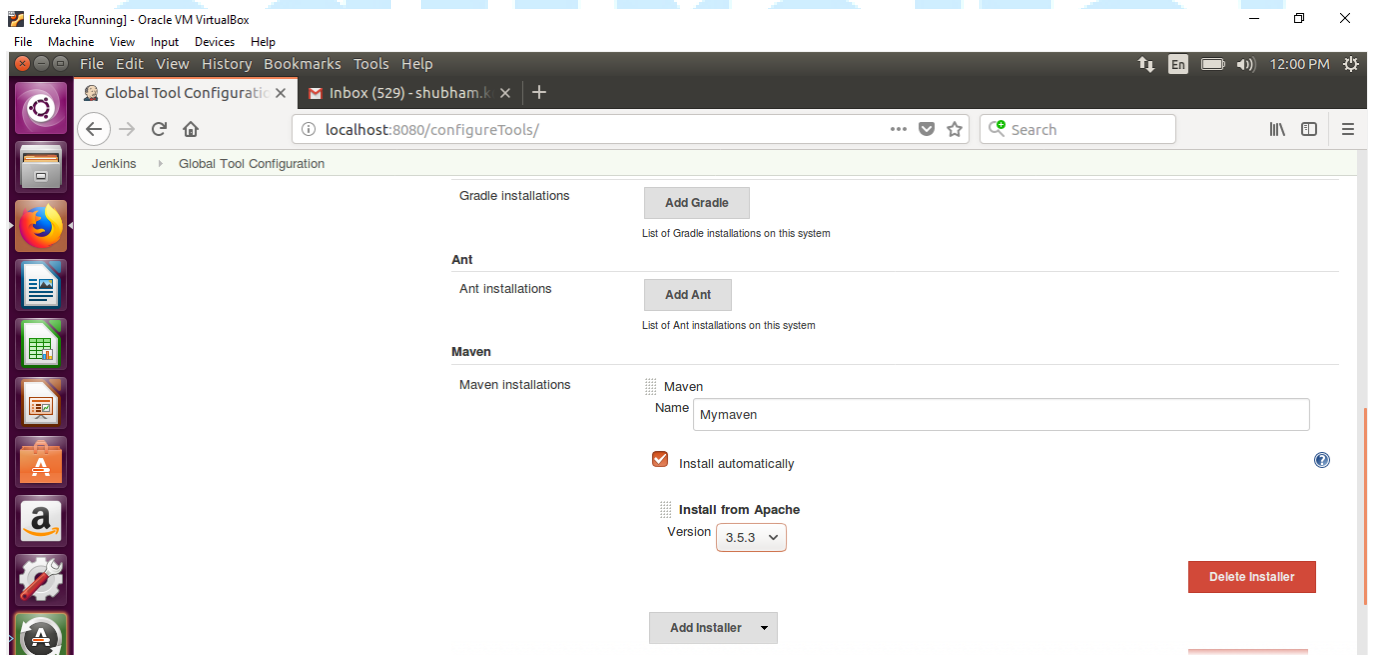 Edureka [Running] - Oracle VM VirtualBox
File Machine View Input Devices Help
File Edit View History Bookmarks Tools Help
En
12:00 PM
Global Tool Configuratio
Inbox (529) - shubham.k
localhost:8080/configureTools/
Search
Jenkins
Global Tool Configuration
Gradle installations
Add Gradle
List of Gradle installations on this system
Ant
Ant installations
Add Ant
List of Ant installations on this system
Maven
Maven installations
Maven
Name
Mymaven
Install automatically
Install from Apache
Version
3.5.3
Delete Installer
Add Installer